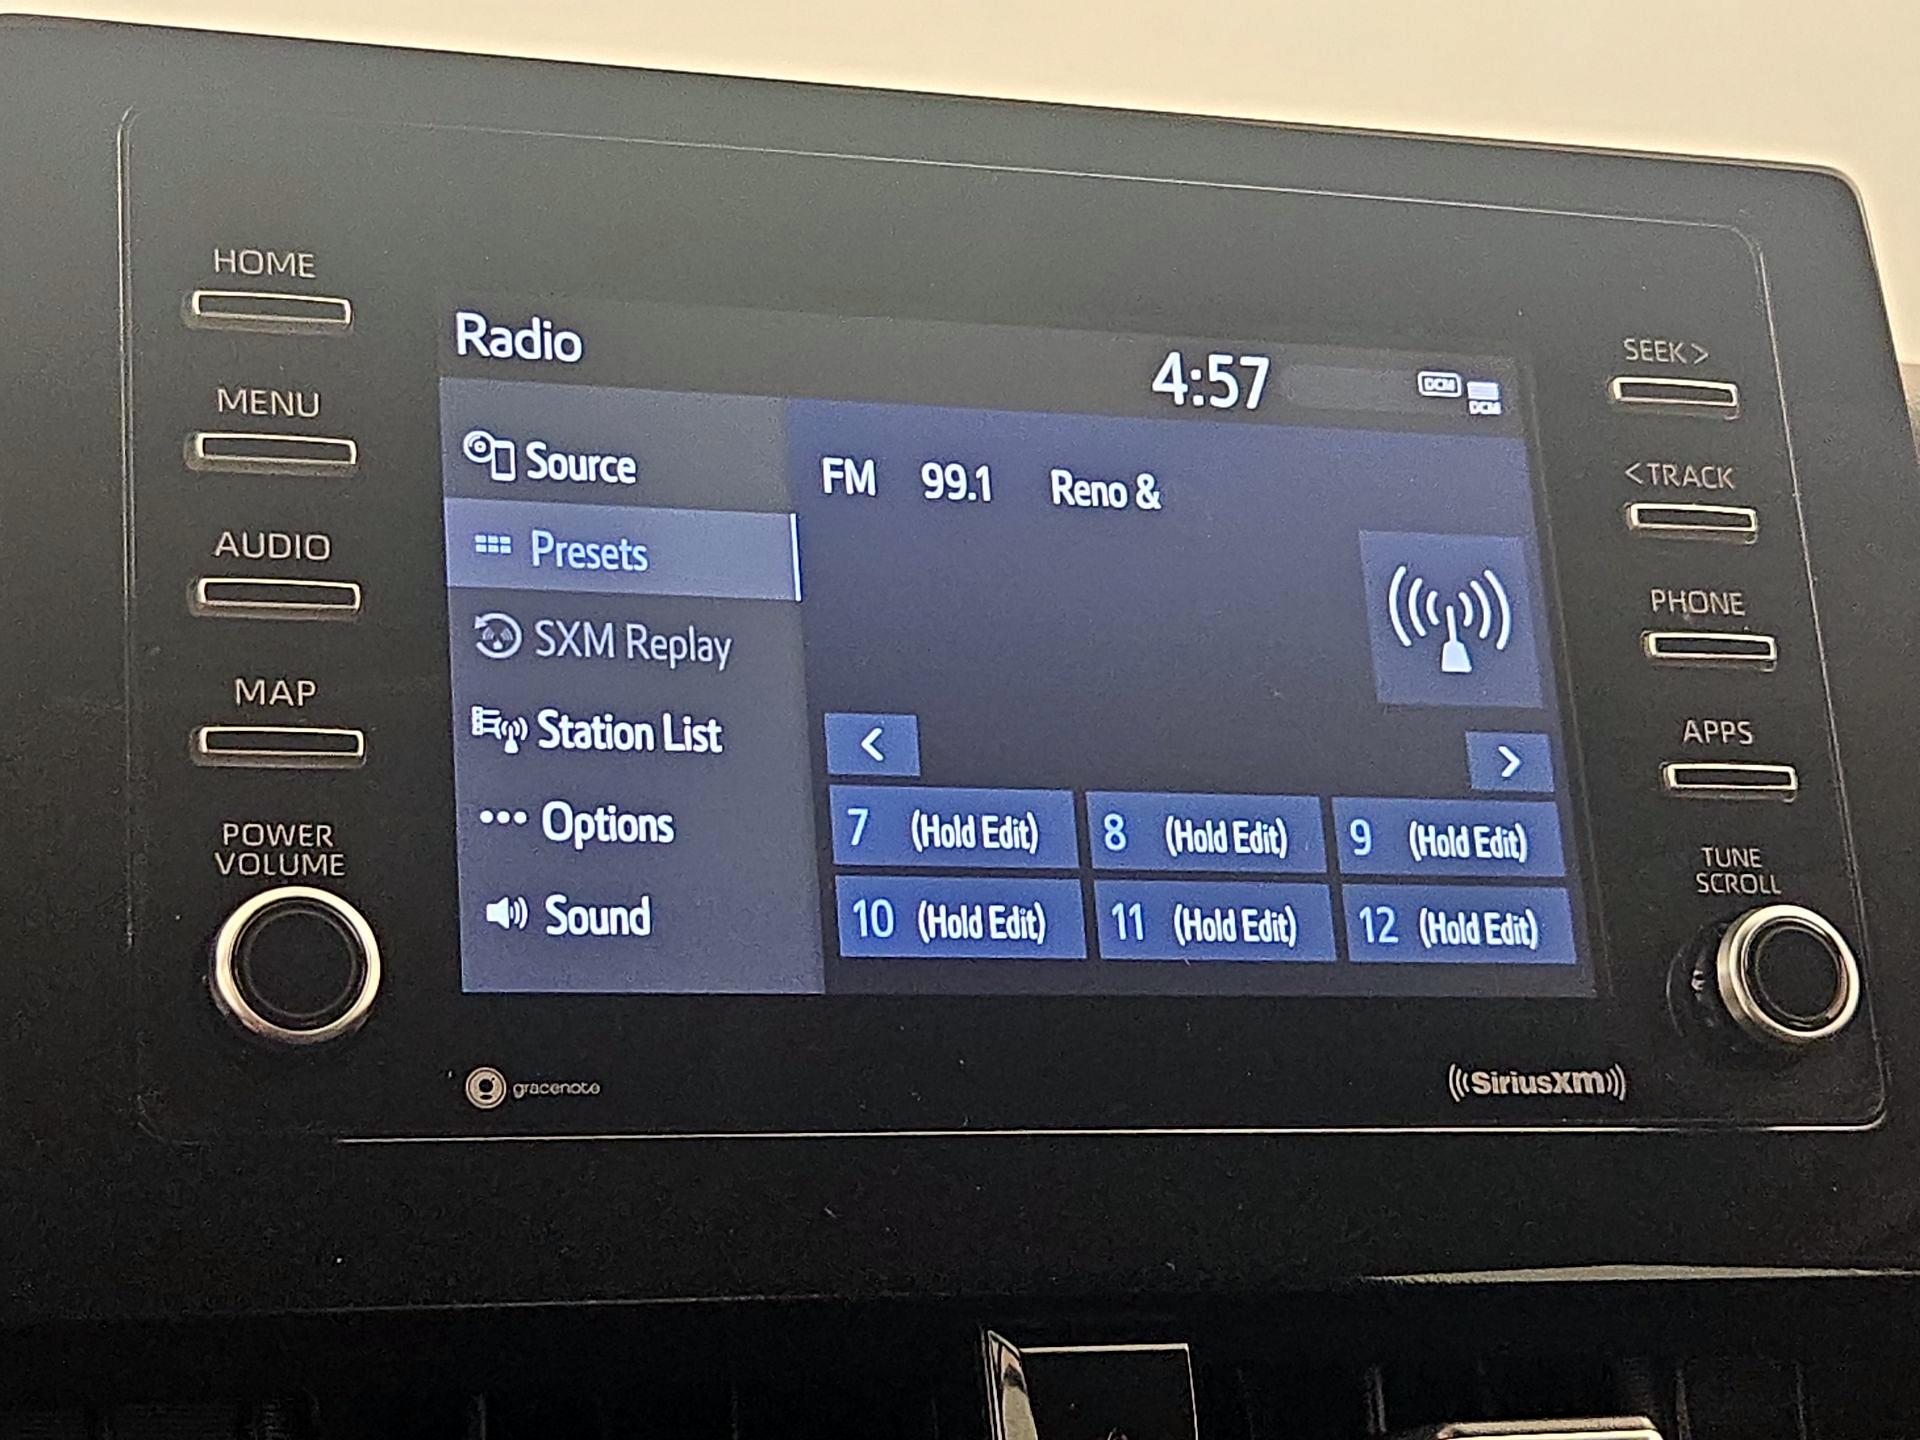 HOME
MENU
AUDIO
MAP
POWER
VOLUME
Radio
4:57
DCM
DCM
Source
Presets
SXM Replay
Station List
Options
Sound
FM 99.1 Reno &
<
>
7 (Hold Edit)
8 (Hold Edit)
9 (Hold Edit)
10 (Hold Edit)
11 (Hold Edit)
12 (Hold Edit)
SEEK >
< TRACK
PHONE
APPS
TUNE
SCROLL
gracenote
((SiriusXM))